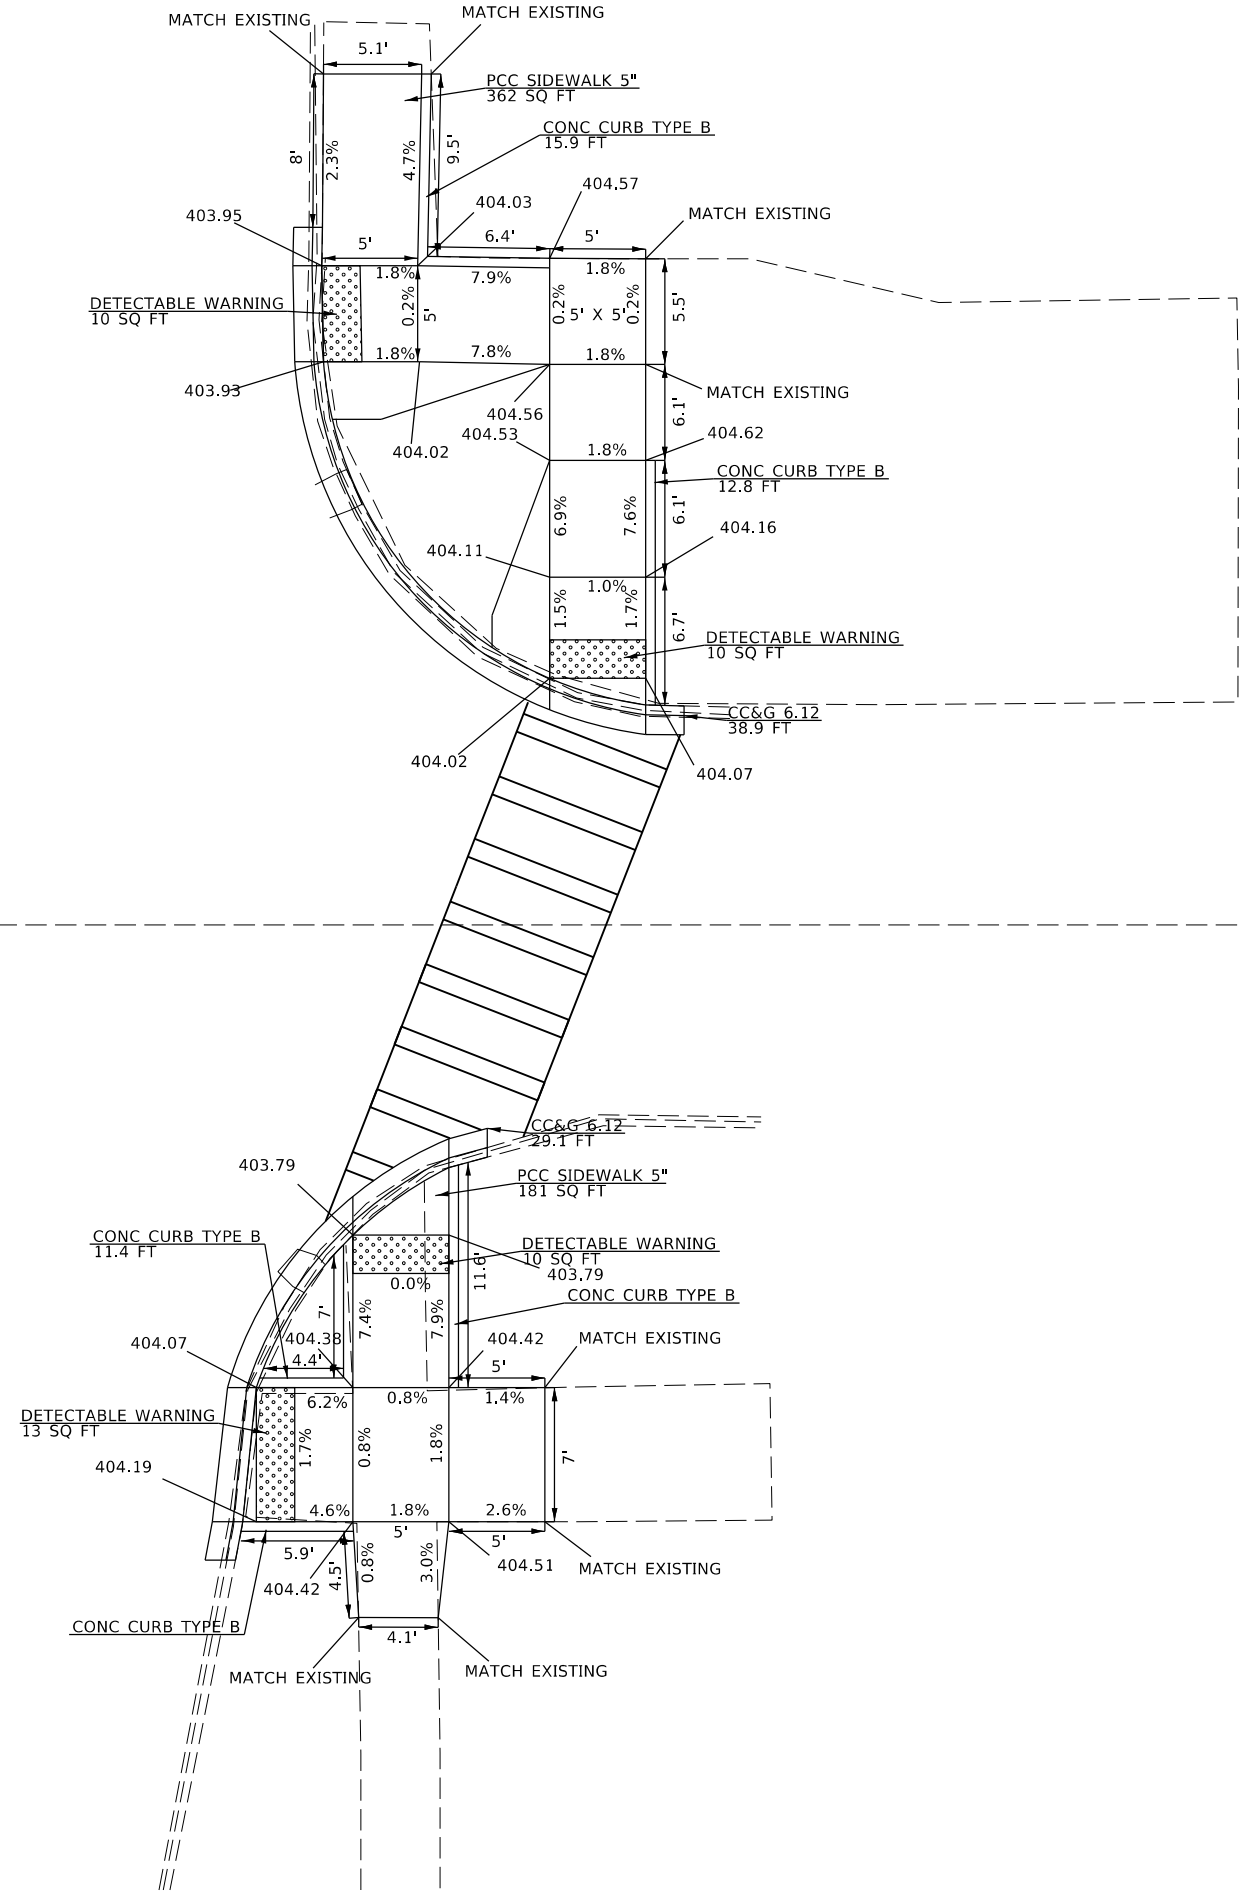 MATCH EXISTING
MATCH EXISTING
5.1'
PCC SIDEWALK 5"
362 SQ FT
CONC CURB TYPE B
15.9 FT
8'
2.3%
4.7%
9.5'
404.57
404.03
403.95
MATCH EXISTING
5'
6.4'
5'
1.8%
7.9%
1.8%
DETECTABLE WARNING
10 SQ FT
0.2%
5'
0.2%
5' X 5'
0.2%
5.5'
1.8%
7.8%
1.8%
403.93
MATCH EXISTING
404.56
404.53
6.1'
404.62
404.02
1.8%
CONC CURB TYPE B
12.8 FT
6.9%
7.6%
6.1'
404.16
404.11
1.0%
1.5%
1.7%
6.7'
DETECTABLE WARNING
10 SQ FT
CC&G 6.12
38.9 FT
404.02
404.07
CC&G 6.12
29.1 FT
403.79
PCC SIDEWALK 5"
181 SQ FT
CONC CURB TYPE B
11.4 FT
DETECTABLE WARNING
10 SQ FT
403.79
0.0%
11.6'
CONC CURB TYPE B
7'
7.4%
7.9%
404.07
404.38
404.42
MATCH EXISTING
4.4'
5'
6.2%
0.8%
1.4%
DETECTABLE WARNING
13 SQ FT
1.7%
0.8%
1.8%
7'
404.19
4.6%
1.8%
2.6%
5'
5'
5.9'
4.5'
0.8%
3.0%
404.51
MATCH EXISTING
404.42
CONC CURB TYPE B
4.1'
MATCH EXISTING
MATCH EXISTING